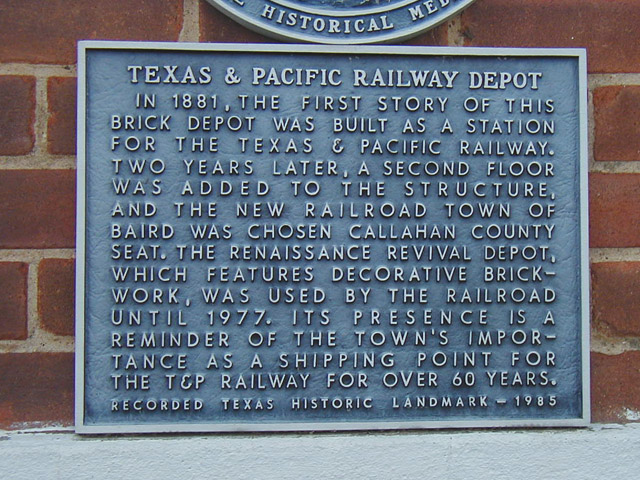 HISTORICAL MED
TEXAS & PACIFIC RAILWAY DEPOT
IN 1881, THE FIRST STORY OF THIS
BRICK DEPOT WAS BUILT AS A STATION
FOR THE TEXAS & PACIFIC RAILWAY.
TWO YEARS LATER, A SECOND FLOOR
WAS ADDED TO THE STRUCTURE,
AND THE NEW RAILROAD TOWN OF
BAIRD WAS CHOSEN CALLAHAN COUNTY
SEAT. THE RENAISSANCE REVIVAL DEPOT,
WHICH FEATURES DECORATIVE BRICK-
WORK, WAS USED BY THE RAILROAD
UNTIL 1977. ITS PRESENCE IS A
REMINDER OF THE TOWN'S IMPOR-
TANCE AS A SHIPPING POINT FOR
THE T&P RAILWAY FOR OVER 60 YEARS.
RECORDED TEXAS HISTORIC LANDMARK - 1985